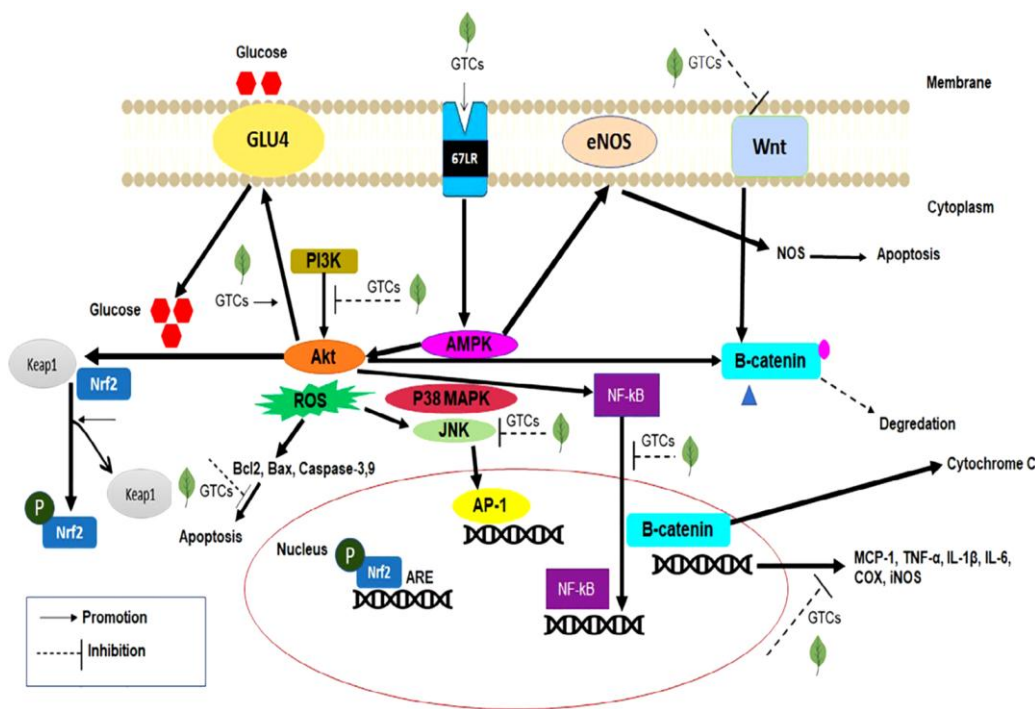 Glucose
GTCs
GTCs
Membrane
GLU4
67LR
eNOS
Wnt
Cytoplasm
PI3K
NOS
Apoptosis
GTCs
GTCs
Glucose
Akt
AMPK
Keap1
Nrf2
B-catenin
ROS
P38 MAPK
NF-kB
JNK
GTCs
Degredation
GTCs
Bcl2, Bax, Caspase-3,9
Cytochrome C
Keap1
GTCs
P
Nrf2
AP-1
B-catenin
Apoptosis
Nucleus
P
Nrf2
ARE
NF-kB
MCP-1, TNF-α, IL-1β, IL-6,
COX, iNOS
GTCs
Promotion
Inhibition